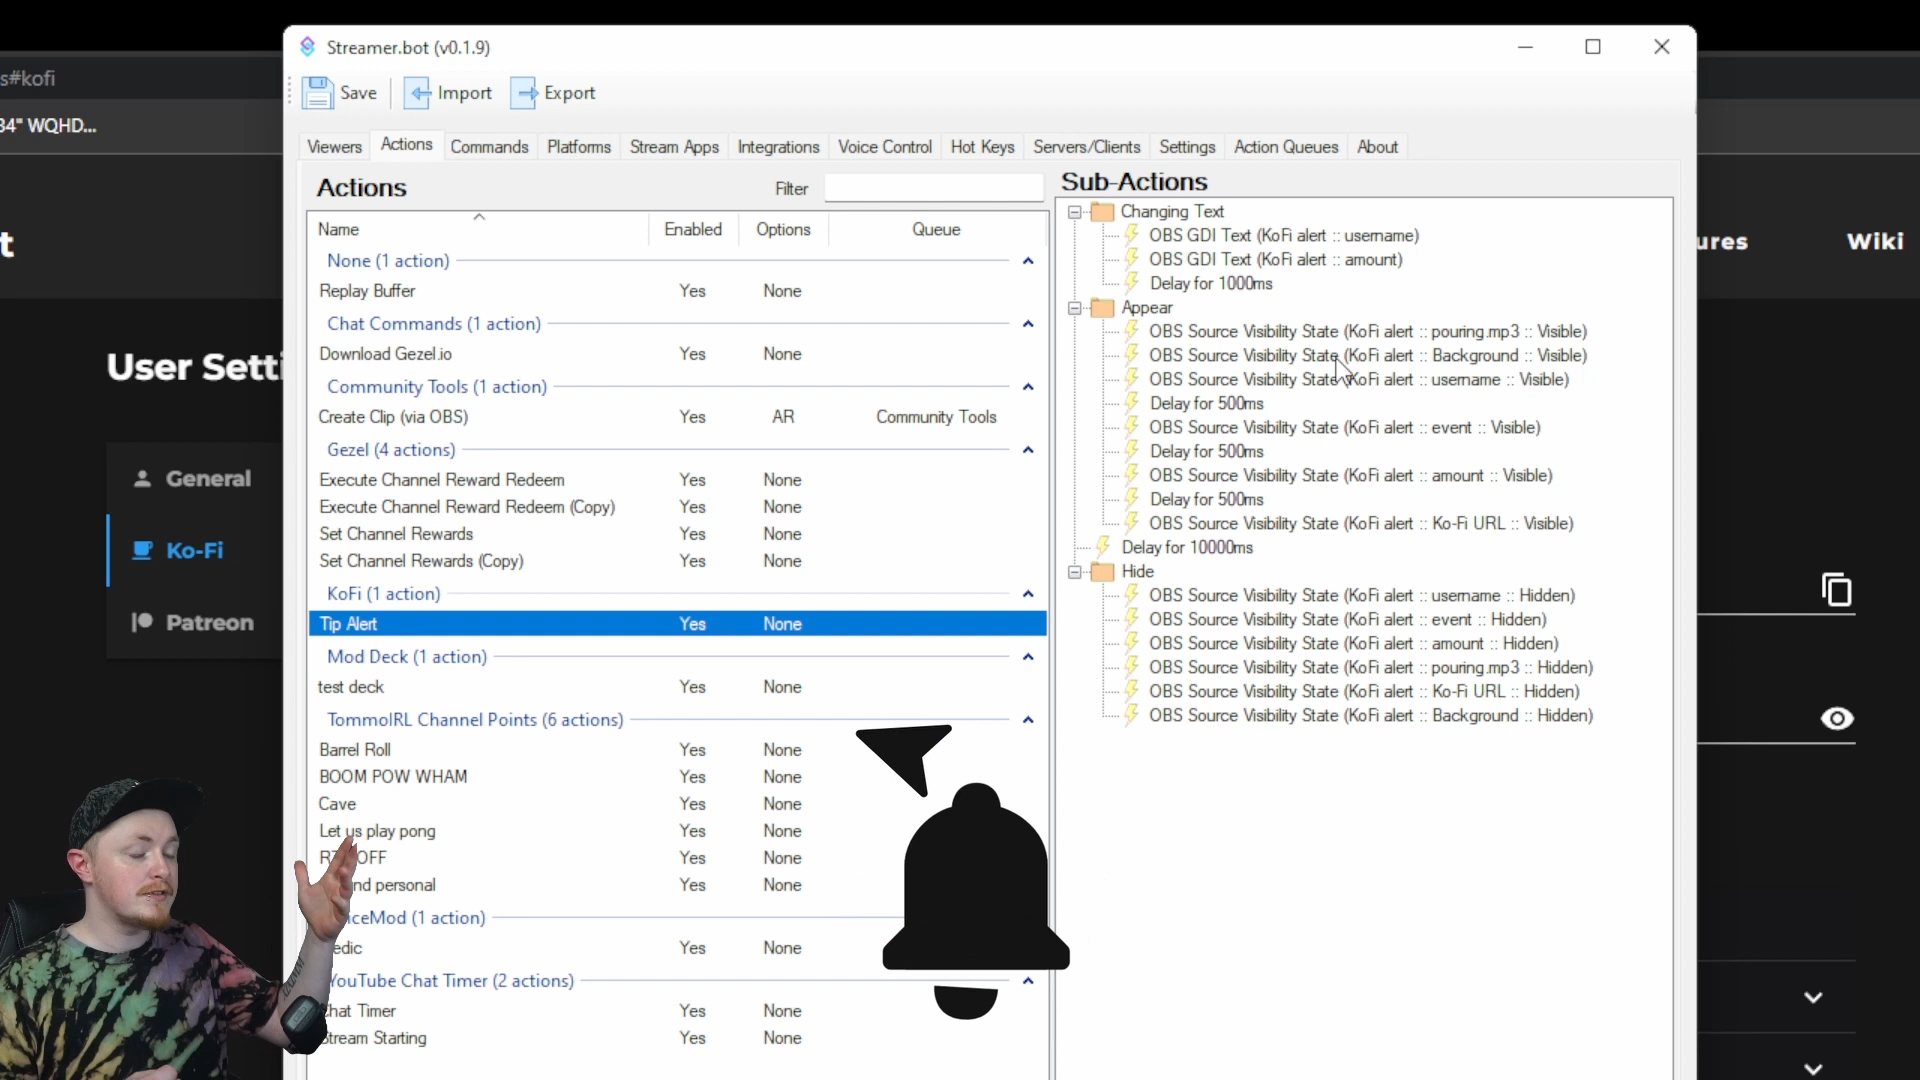 Streamer.bot (v0.1.9)
s#kofi
34" WQHD...
Save
Import
Export
Viewers
Actions
Commands
Platforms
Stream Apps
Integrations
Voice Control
Hot Keys
Servers/Clients
Settings
Action Queues
About
t
ures
Wiki
User Setti
General
Ko-Fi
Patreon
Actions
Filter
Name
Enabled
Options
Queue
None (1 action)
Replay Buffer Yes None
Chat Commands (1 action)
Download Gezel.io Yes None
Community Tools (1 action)
Create Clip (via OBS) Yes AR Community Tools
Gezel (4 actions)
Execute Channel Reward Redeem Yes None
Execute Channel Reward Redeem (Copy) Yes None
Set Channel Rewards Yes None
Set Channel Rewards (Copy) Yes None
KoFi (1 action)
Tip Alert Yes None
Mod Deck (1 action)
test deck Yes None
TommoIRL Channel Points (6 actions)
Barrel Roll Yes None
BOOM POW WHAM Yes None
Cave Yes None
Let us play pong Yes None
OFF Yes None
nd personal Yes None
iceMod (1 action)
edic Yes None
YouTube Chat Timer (2 actions)
Chat Timer Yes None
Stream Starting Yes None
Sub-Actions
Changing Text
OBS GDI Text (KoFi alert :: username)
OBS GDI Text (KoFi alert :: amount)
Delay for 1000ms
Appear
OBS Source Visibility State (KoFi alert :: pouring.mp3 :: Visible)
OBS Source Visibility State (KoFi alert :: Background :: Visible)
OBS Source Visibility State (KoFi alert :: username :: Visible)
Delay for 500ms
OBS Source Visibility State (KoFi alert :: event :: Visible)
Delay for 500ms
OBS Source Visibility State (KoFi alert :: amount :: Visible)
Delay for 500ms
OBS Source Visibility State (KoFi alert :: Ko-Fi URL :: Visible)
Delay for 10000ms
Hide
OBS Source Visibility State (KoFi alert :: username :: Hidden)
OBS Source Visibility State (KoFi alert :: event :: Hidden)
OBS Source Visibility State (KoFi alert :: amount :: Hidden)
OBS Source Visibility State (KoFi alert :: pouring.mp3 :: Hidden)
OBS Source Visibility State (KoFi alert :: Ko-Fi URL :: Hidden)
OBS Source Visibility State (KoFi alert :: Background :: Hidden)